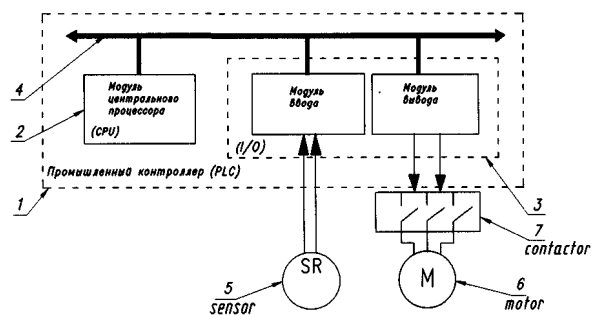 4
Модуль
центрального
процессора
(CPU)
2
Модуль
ввода
Модуль
вывода
(I/O)
Промышленный контроллер (PLC)
1
3
7
contactor
SR
5
sensor
M
6
motor